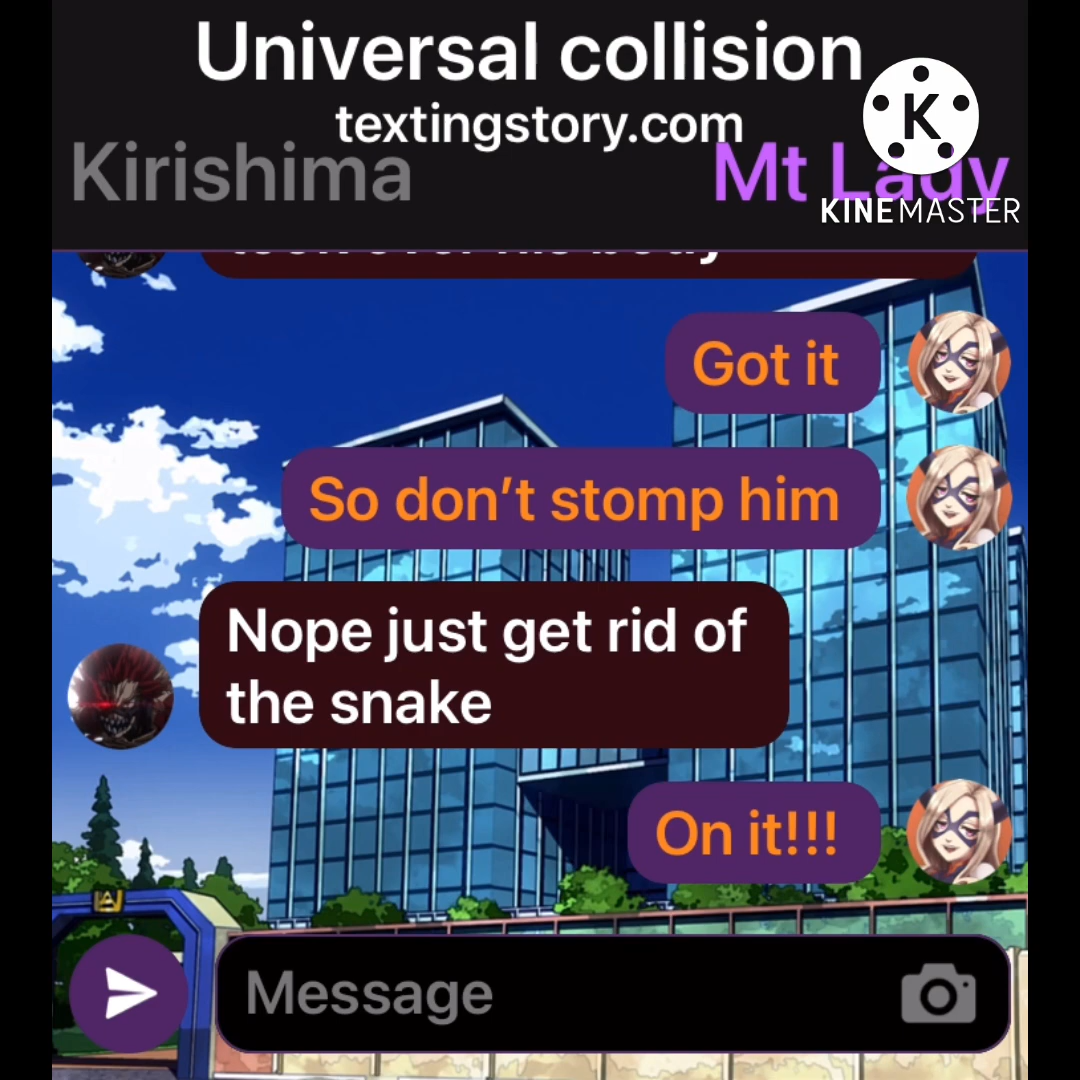 Universal collision
textingstory.com
Kirishima
Mt Lady
K
KINEMASTER
Got it
So don't stomp him
Nope just get rid of
the snake
On it!!!
Message